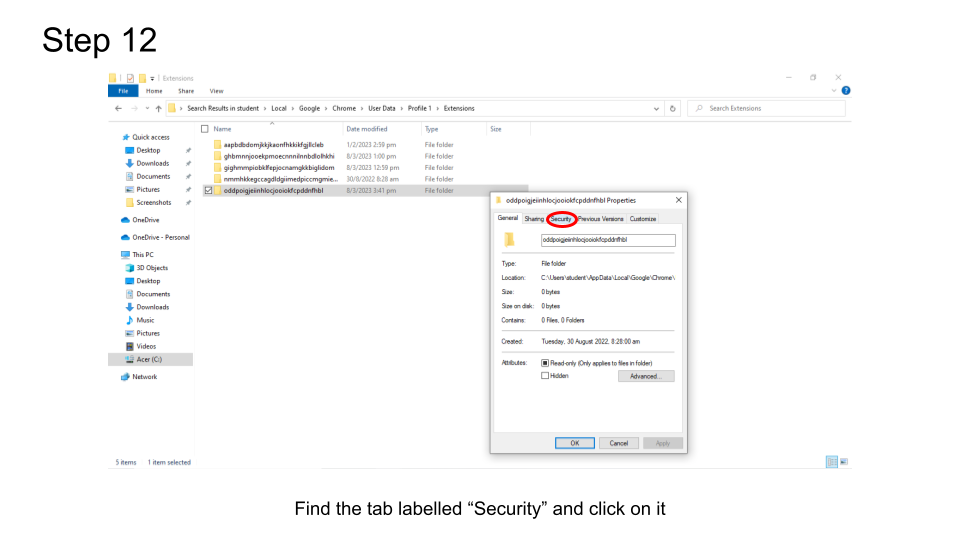 Step 12
Extensions
File Home Share View
Search Results in student › Local › Google › Chrome › User Data › Profile 1 › Extensions
Search Extensions
Name Date modified Type Size
Quick access
Desktop
Downloads
Documents
Pictures
Screenshots
OneDrive
OneDrive - Personal
This PC
3D Objects
Desktop
Documents
Downloads
Music
Pictures
Videos
Acer (C:)
Network
aapbdbdomjkkjkaonfhkkikfgjllcleb 1/2/2023 2:59 pm File folder
ghbmnnjooekpmoecnnnilnnbdlolhkhi 8/3/2023 1:00 pm File folder
gighmmpiobklfepjocnamgkkbiglidom 8/3/2023 12:59 pm File folder
nmmhkkegccagdldgiimedpiccmgmie... 30/8/2022 8:28 am File folder
oddpoigjeiinhlocjooiokfcpddnfhbl 8/3/2023 3:41 pm File folder
oddpoigjeiinhlocjooiokfcpddnfhbl Properties
General Sharing Security Previous Versions Customize
oddpoigjeiinhlocjooiokfcpddnfhbl
Type: File folder
Location: C:\Users\student\AppData\Local\Google\Chrome\
Size: 0 bytes
Size on disk: 0 bytes
Contains: 0 Files, 0 Folders
Created: Tuesday, 30 August 2022, 8:28:00 am
Attributes: Read-only (Only applies to files in folder)
Hidden Advanced...
OK Cancel Apply
5 items 1 item selected
Find the tab labelled “Security” and click on it